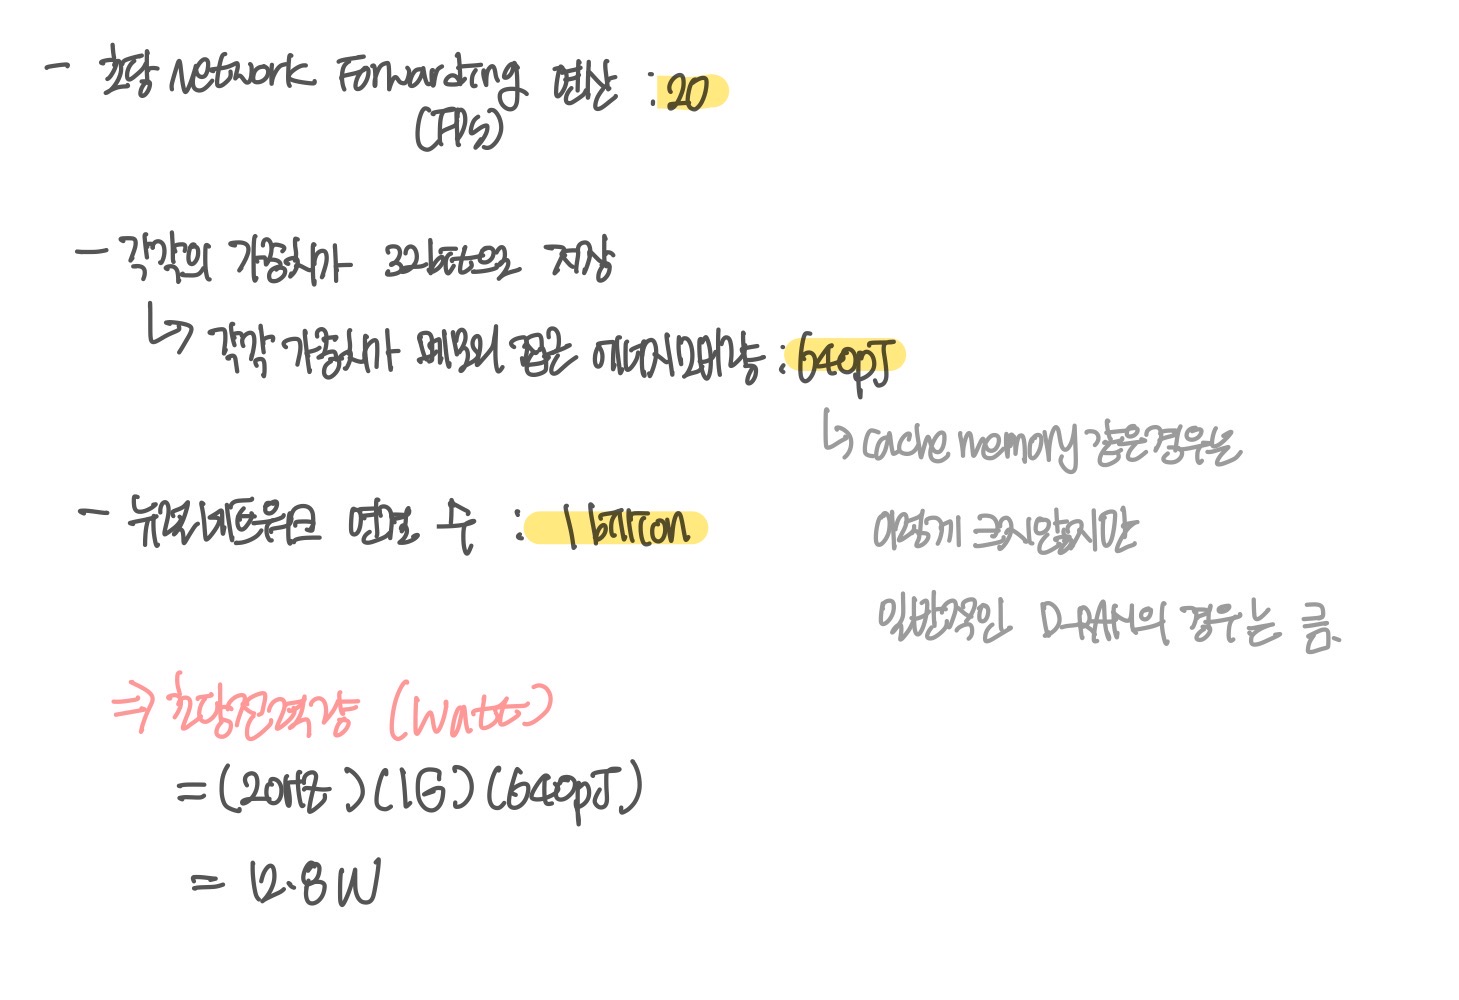 - 초당 Network Forwarding 연산 : 20
(FPS)
- 각각의 가중치가 32bit으로 저장
↳ 각각 가중치가 메모리 접근 에너지 소비량 : 640pJ
↳ cache memory 같은경우는
이렇게 크지않지만
일반적인 D-RAM의 경우는 큼.
- 뉴럴네트워크 연결 수 : 1 billion
⇒ 초당전력량 (Watt)
= (20Hz) (1G) (640pJ)
= 12.8W